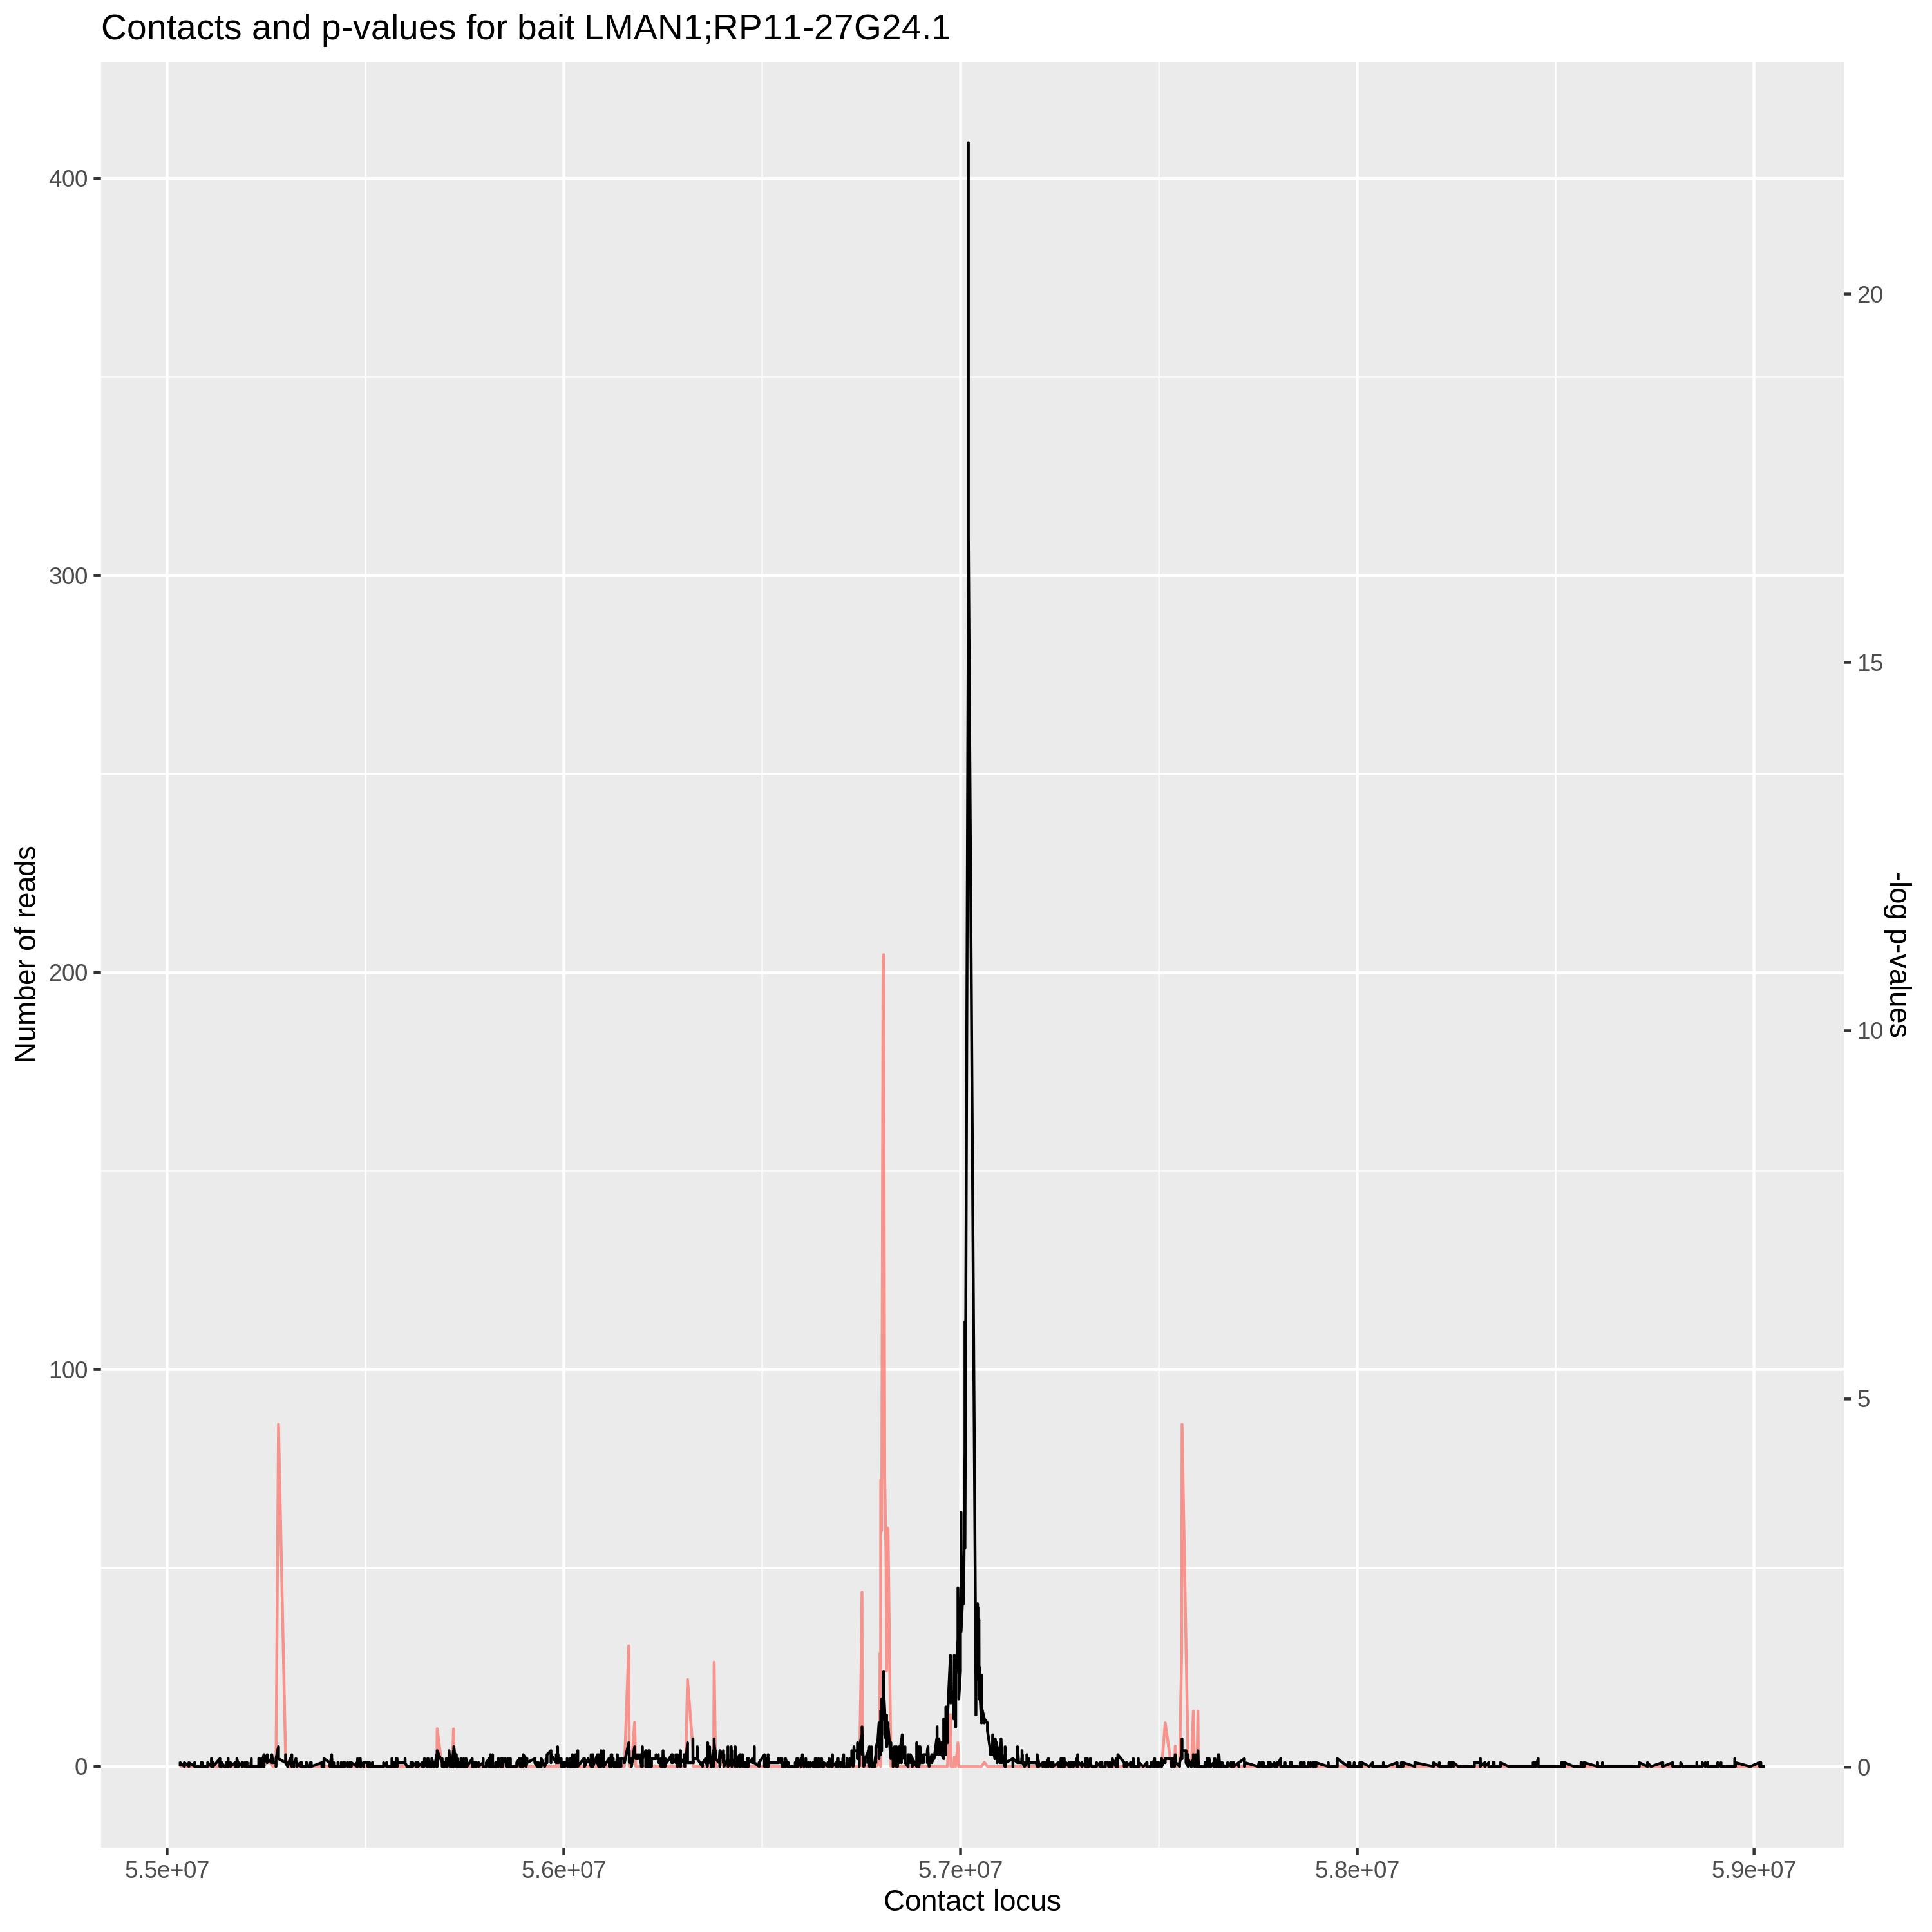 Contacts and p-values for bait LMAN1;RP11-27G24.1
400
300
200
100
0
Number of reads
20
15
10
5
0
-log p-values
5.5e+07 5.6e+07 5.7e+07 5.8e+07 5.9e+07
Contact locus